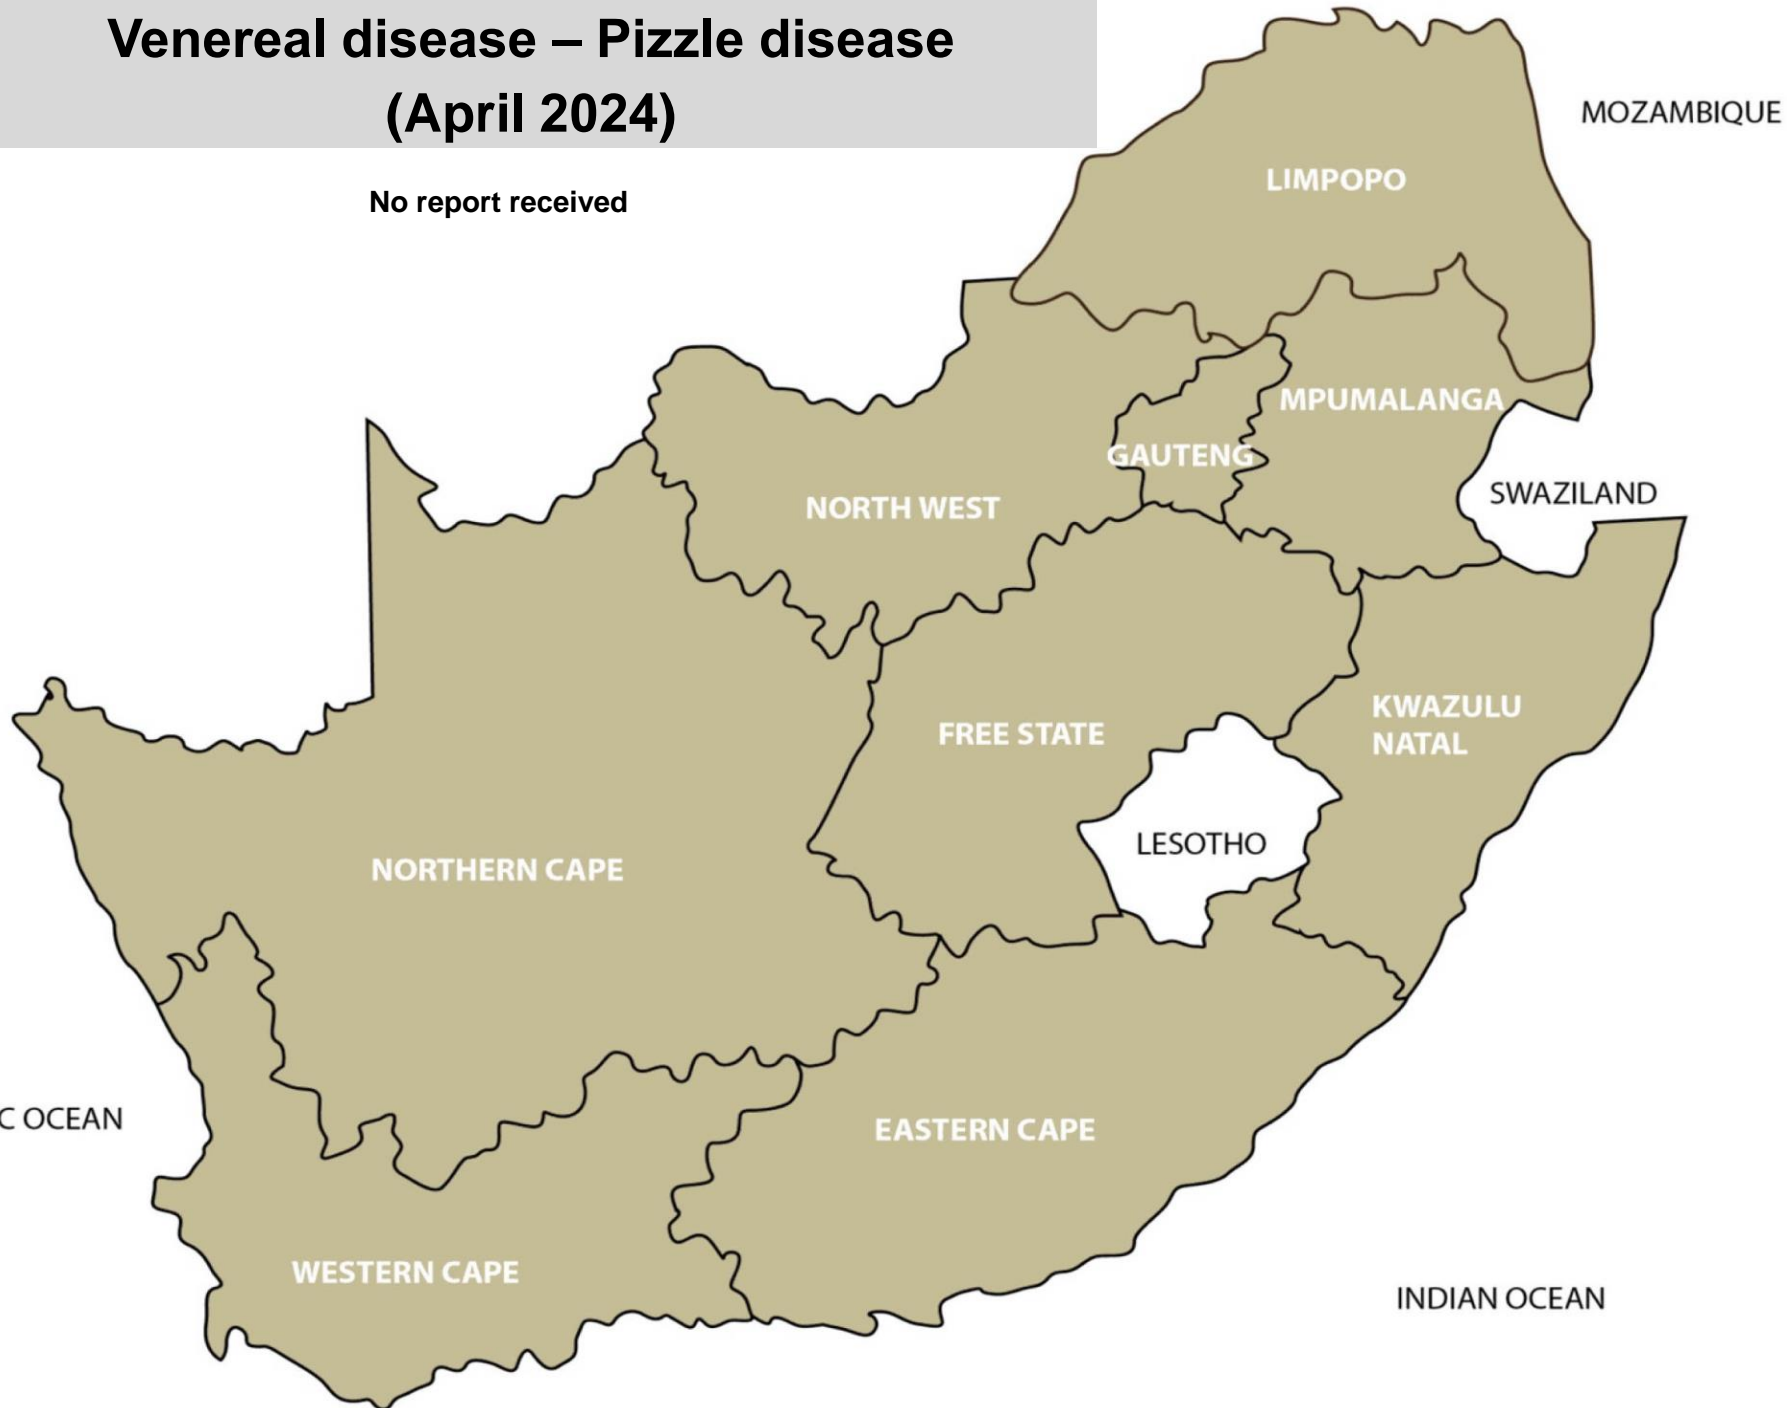 Venereal disease – Pizzle disease
(April 2024)
No report received
MOZAMBIQUE
LIMPOPO
MPUMALANGA
GAUTENG
SWAZILAND
NORTH WEST
KWAZULU
NATAL
FREE STATE
LESOTHO
NORTHERN CAPE
C OCEAN
EASTERN CAPE
WESTERN CAPE
INDIAN OCEAN